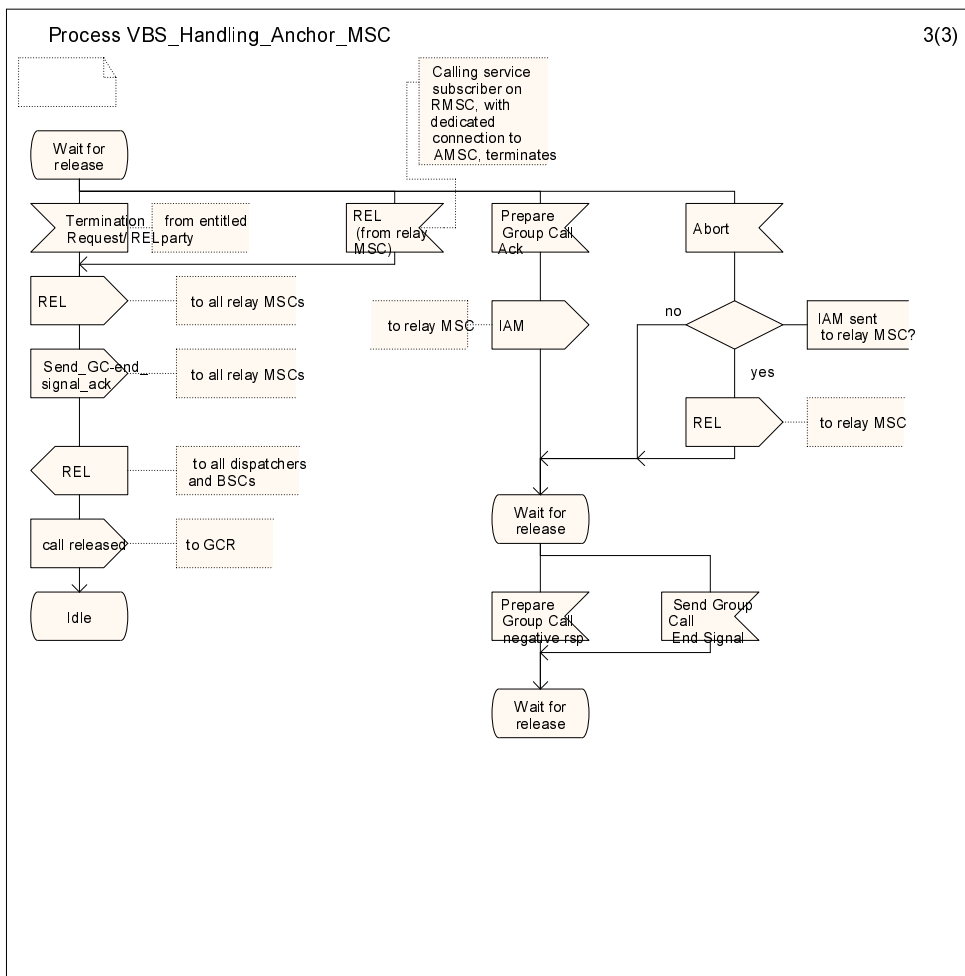 Process VBS_Handling_Anchor_MSC
3(3)
Calling service
subscriber on
RMSC, with
dedicated
connection to
AMSC, terminates
Wait for
release
Termination
Request/REL
from entitled
party
REL
(from relay
MSC)
Prepare
Group Call
Ack
Abort
REL
to all relay MSCs
to relay MSC
IAM
no
IAM sent
to relay MSC?
Send_GC-end_
signal_ack
to all relay MSCs
yes
REL
to relay MSC
REL
to all dispatchers
and BSCs
Wait for
release
call released
to GCR
Idle
Prepare
Group Call
negative rsp
Send Group
Call
End Signal
Wait for
release